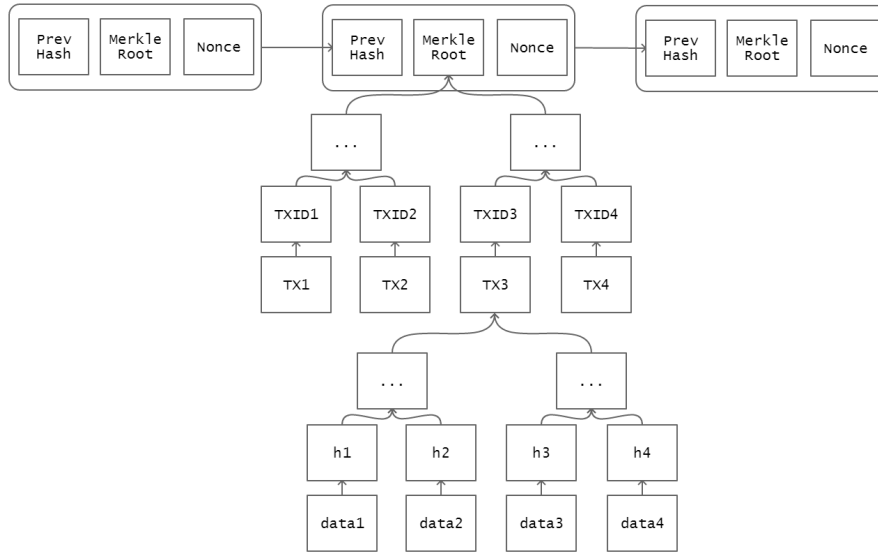 Prev
Hash
Merkle
Root
Nonce
Prev
Hash
Merkle
Root
Nonce
Prev
Hash
Merkle
Root
Nonce
...
...
TXID1
TXID2
TXID3
TXID4
TX1
TX2
TX3
TX4
...
...
h1
h2
h3
h4
data1
data2
data3
data4